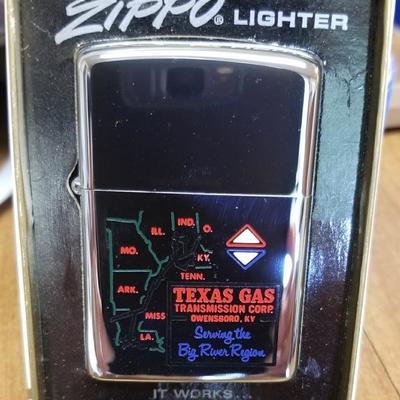 ZIPPO® LIGHTER
IND. O.
ILL.
MO.
KY.
TENN.
ARK.
MISS
LA.
TEXAS GAS
TRANSMISSION CORP.
OWENSBORO, KY
Serving the
Big River Region
IT WORKS...